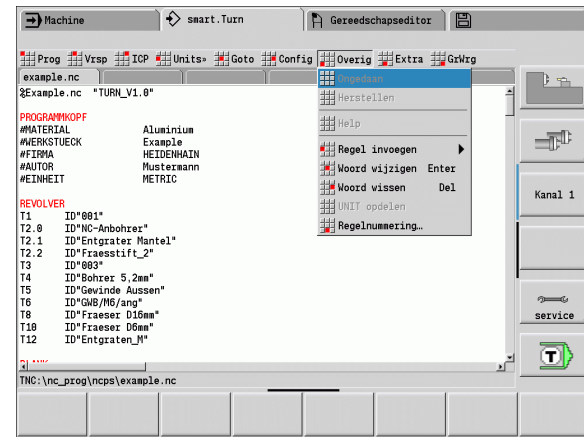 Machine smart.Turn Gereedschapseditor
Prog Vrsp ICP Units» Goto Config Overig Extra GrWrg
example.nc
%Example.nc "TURN_V1.0"
PROGRAMMKOPF
#MATERIAL Aluminium
#WERKSTUECK Example
#FIRMA HEIDENHAIN
#AUTOR Mustermann
#EINHEIT METRIC
REVOLVER
T1 ID"001"
T2.0 ID"NC-Anbohrer"
T2.1 ID"Entgrater Mantel"
T2.2 ID"Fraesstift_2"
T3 ID"003"
T4 ID"Bohrer 5,2mm"
T5 ID"Gewinde Aussen"
T6 ID"GWB/M6/ang"
T8 ID"Fraeser D16mm"
T10 ID"Fraeser D6mm"
T12 ID"Entgraten_M"
TNC:\nc_prog\ncps\example.nc
Ongedaan
Herstellen
Help
Regel invoegen
Woord wijzigen Enter
Woord wissen Del
UNIT opdelen
Regelnummering…
Kanal 1
service
T